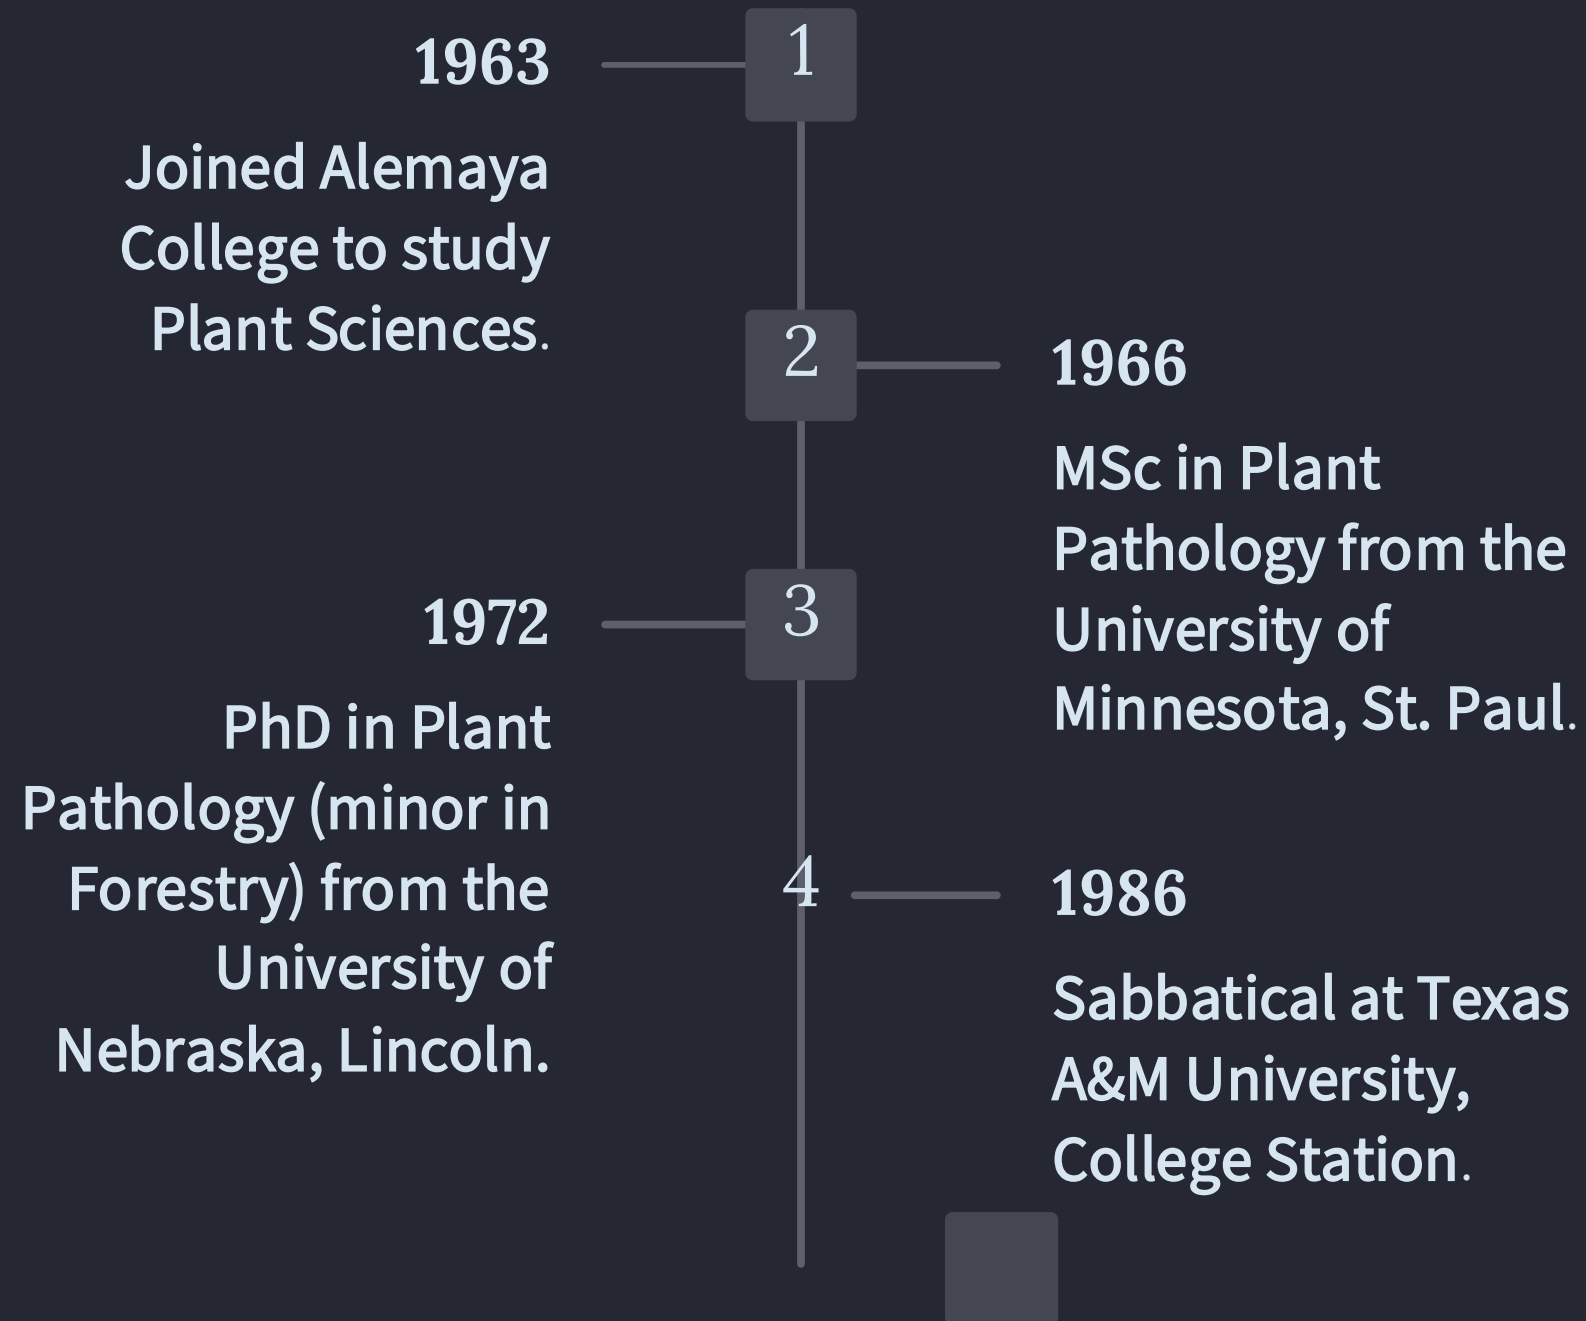 1
1963
Joined Alemaya
College to study
Plant Sciences.
2
1966
MSc in Plant
Pathology from the
University of
Minnesota, St. Paul.
3
1972
PhD in Plant
Pathology (minor in
Forestry) from the
University of
Nebraska, Lincoln.
4
1986
Sabbatical at Texas
A&M University,
College Station.